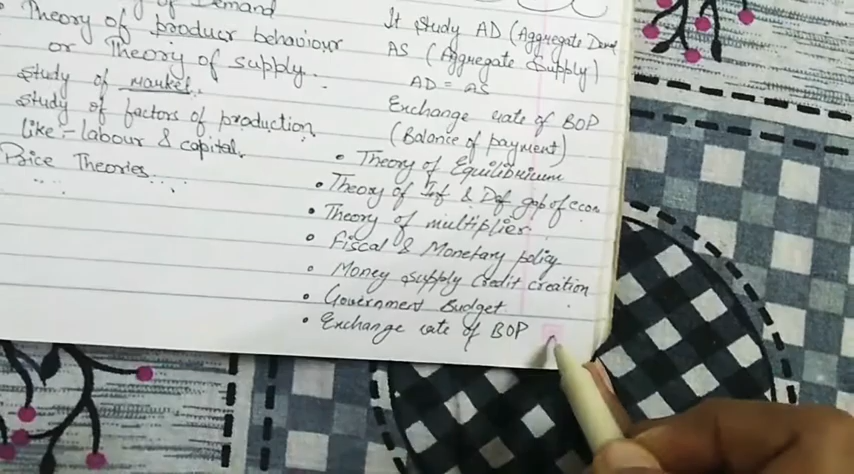 of Demand
Theory of producer behaviour
or Theory of supply.
study of market.
study of factors of production
like :- labour & capital.
Price Theories....
It study AD (Aggregate Dema
AS (Aggregate Supply)
AD = AS
Exchange rate of BOP
(Balance of payment)
• Theory of Equilibrium
• Theory of Inf & Def gap of econ
• Theory of multiplier
• Fiscal & Monetary policy
• Money supply Credit creation
• Government Budget
• Exchange rate of BOP